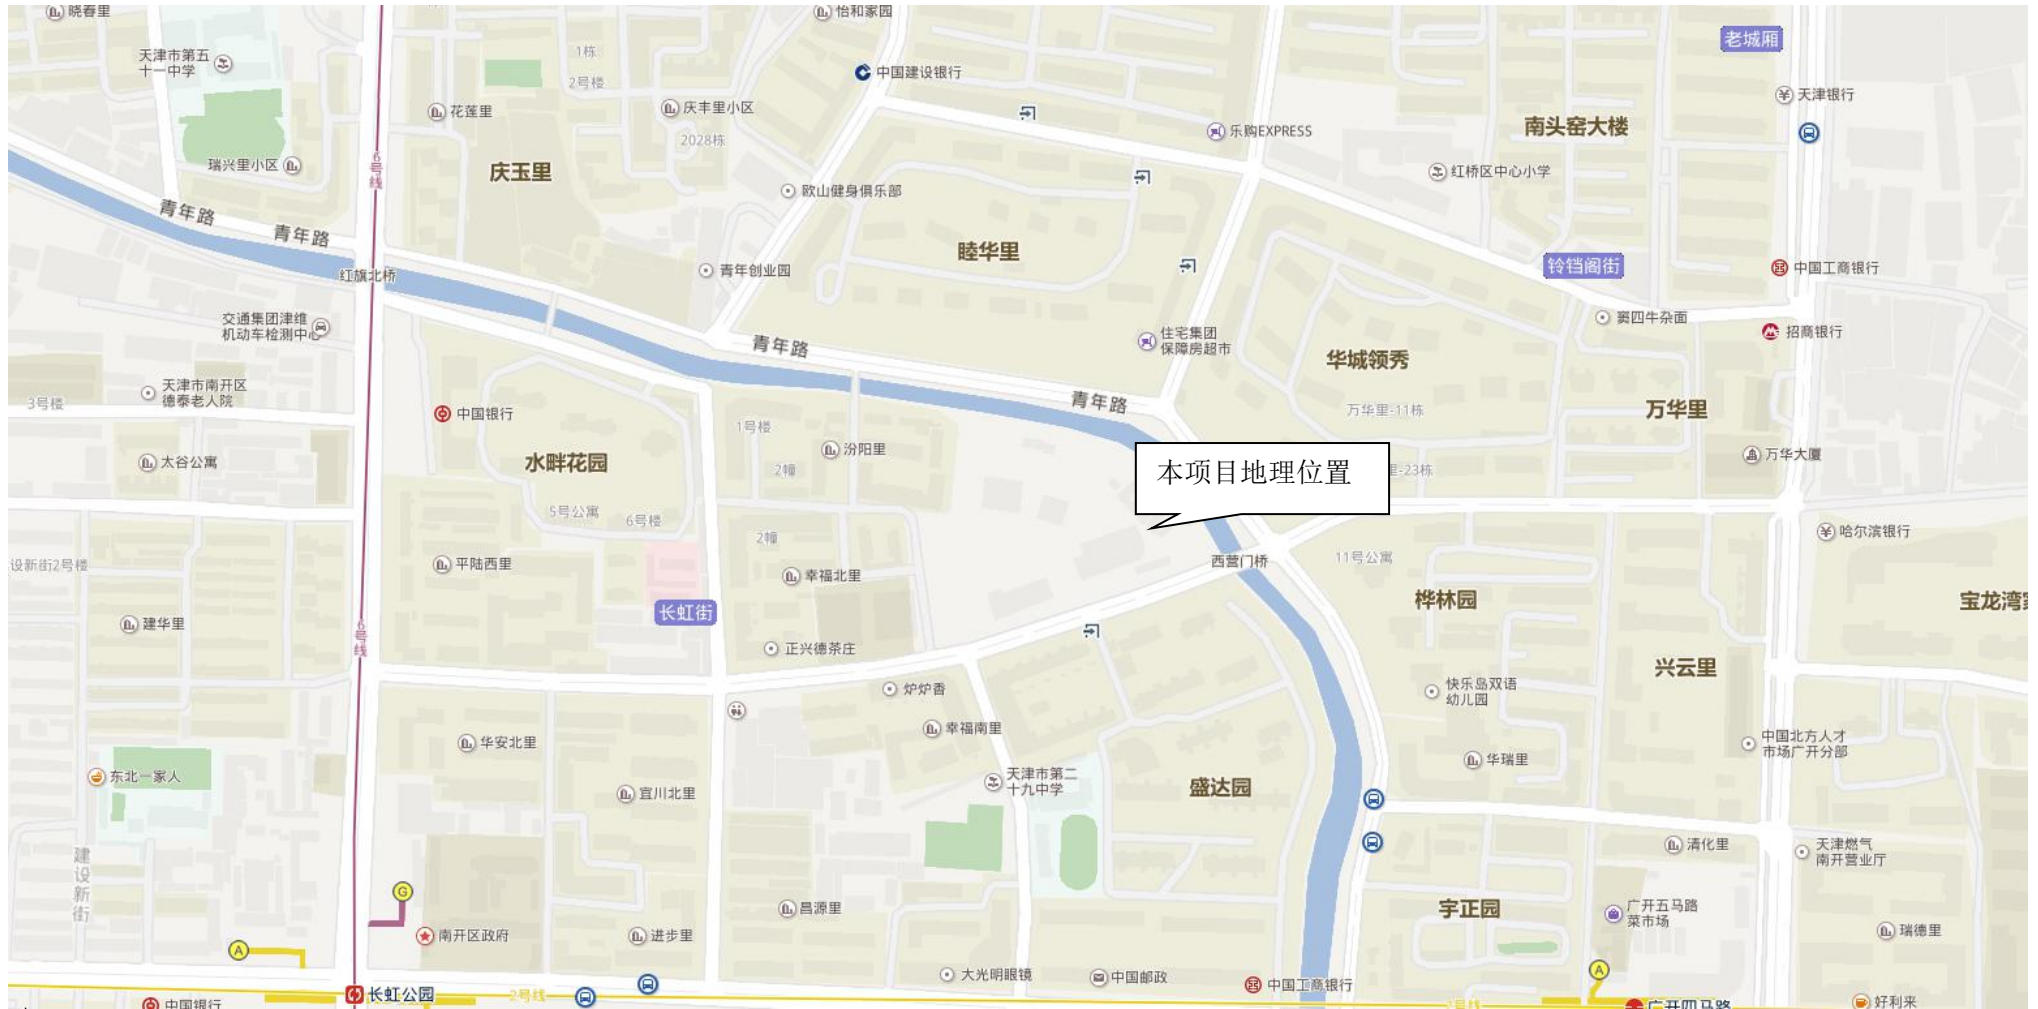 晓春里
怡和家园
老城厢
天津市第五
十一中学
1栋
2号楼
中国建设银行
天津银行
花莲里
庆丰里小区
2028栋
乐购EXPRESS
南头窑大楼
瑞兴里小区
6号线
庆玉里
欧山健身俱乐部
红桥区中心小学
青年路
青年路
红旗北桥
青年创业园
睦华里
铃铛阁街
中国工商银行
交通集团津维
机动车检测中心
窦四牛杂面
招商银行
青年路
住宅集团
保障房超市
华城领秀
天津市南开区
德泰老人院
3号楼
中国银行
青年路
万华里-11栋
万华里
1号楼
汾阳里
太谷公寓
水畔花园
2幢
本项目地理位置
里-23栋
万华大厦
5号公寓
6号楼
2幢
哈尔滨银行
设新街2号楼
平陆西里
幸福北里
西营门桥
11号公寓
桦林园
宝龙湾
长虹街
建华里
6号线
正兴德茶庄
兴云里
炉炉香
快乐岛双语
幼儿园
幸福南里
华安北里
中国北方人才
市场广开分部
华瑞里
东北一家人
天津市第二
十九中学
盛达园
宜川北里
建设新街
清化里
天津燃气
南开营业厅
G
昌源里
宇正园
广开五马路
菜市场
南开区政府
进步里
瑞德里
A
大光明眼镜
中国邮政
中国工商银行
A
长虹公园
2号线
中国银行
广开四马路
好利来